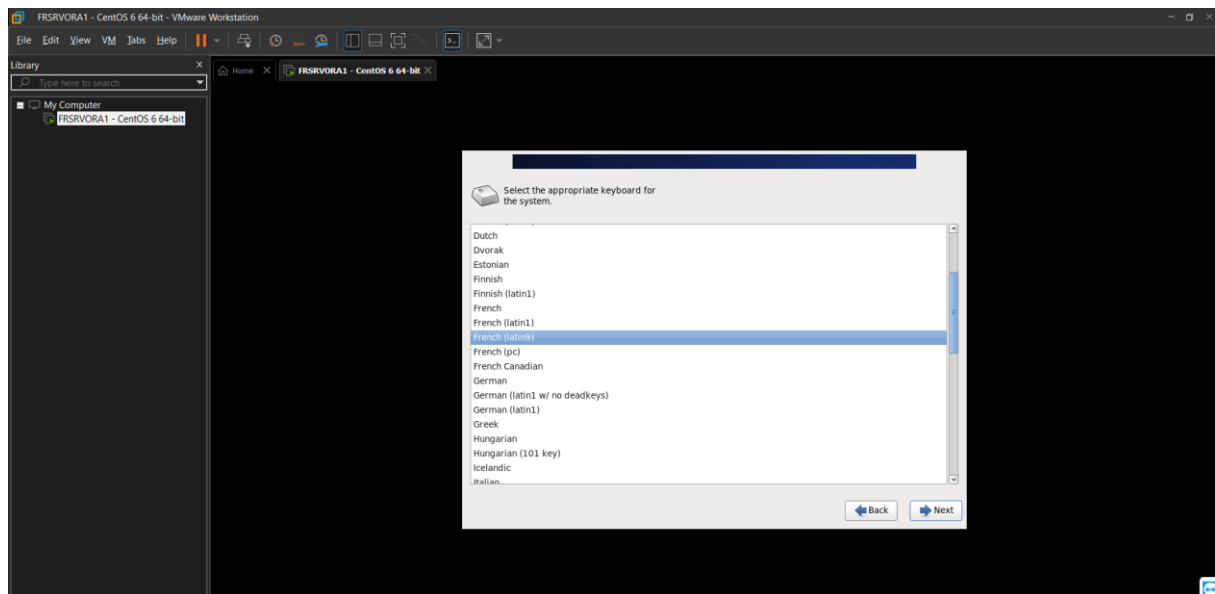 FRSRVORA1 - CentOS 6 64-bit - VMware Workstation
File Edit View VM Tabs Help
Library
Home
FRSRVORA1 - CentOS 6 64-bit
Type here to search
My Computer
FRSRVORA1 - CentOS 6 64-bit
Select the appropriate keyboard for
the system.
Dutch
Dvorak
Estonian
Finnish
Finnish (latin1)
French
French (latin1)
French (latin9)
French (pc)
French Canadian
German
German (latin1 w/ no deadkeys)
German (latin1)
Greek
Hungarian
Hungarian (101 key)
Icelandic
Italian
Back Next